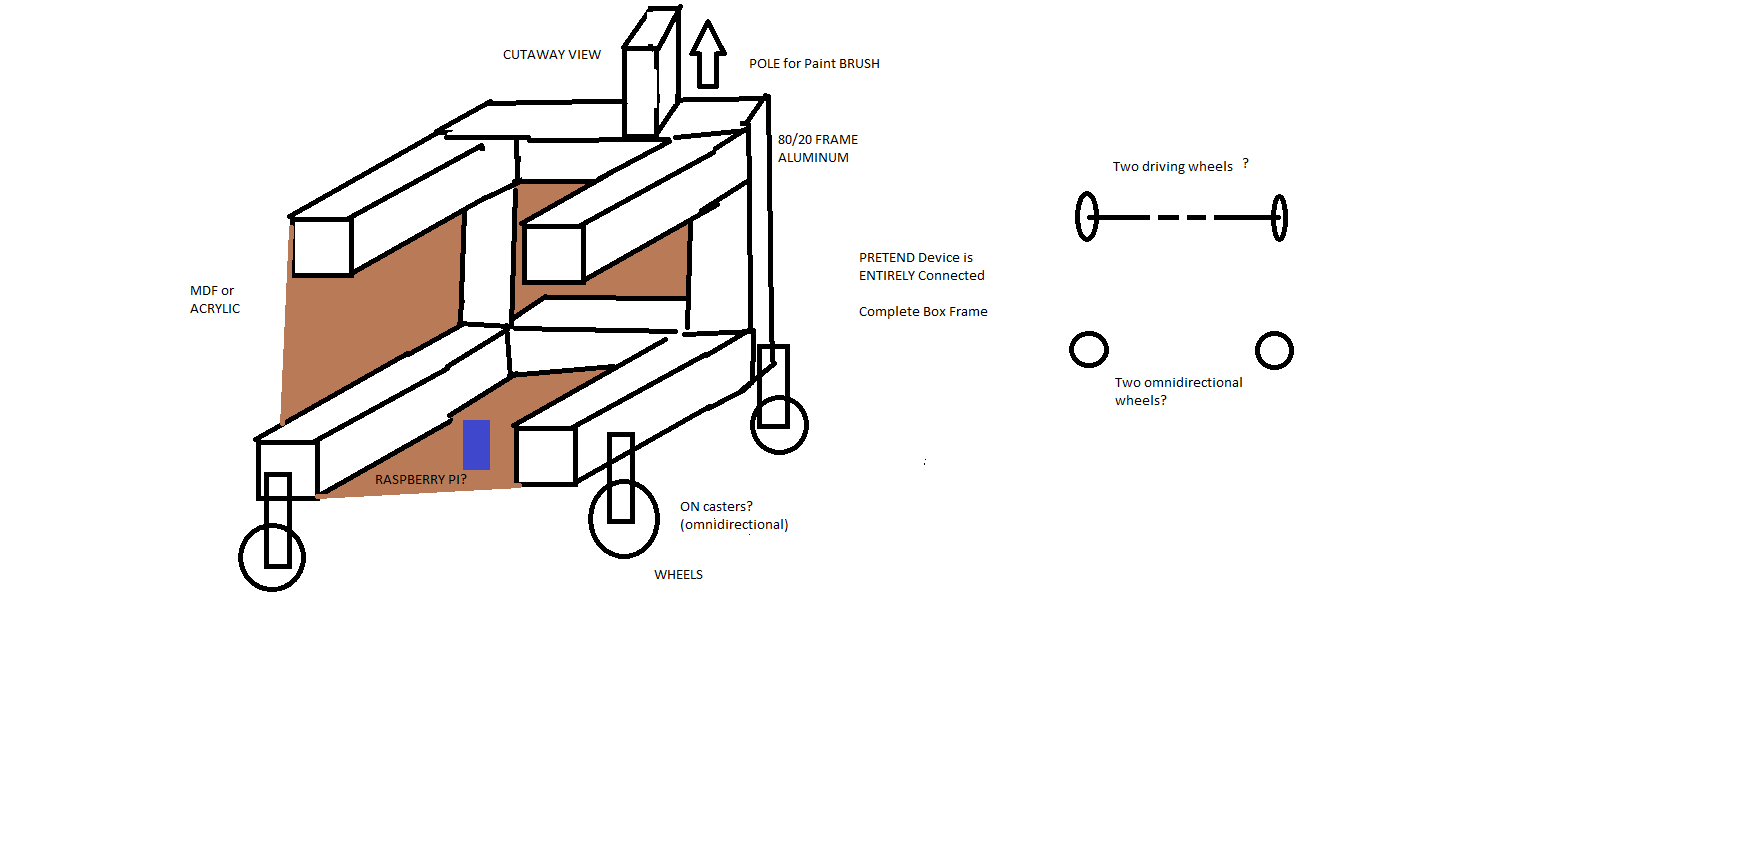 CUTAWAY VIEW
POLE for Paint BRUSH
80/20 FRAME
ALUMINUM
Two driving wheels ?
PRETEND Device is
ENTIRELY Connected
Complete Box Frame
MDF or
ACRYLIC
Two omnidirectional
wheels?
RASPBERRY PI?
ON casters?
(omnidirectional)
WHEELS